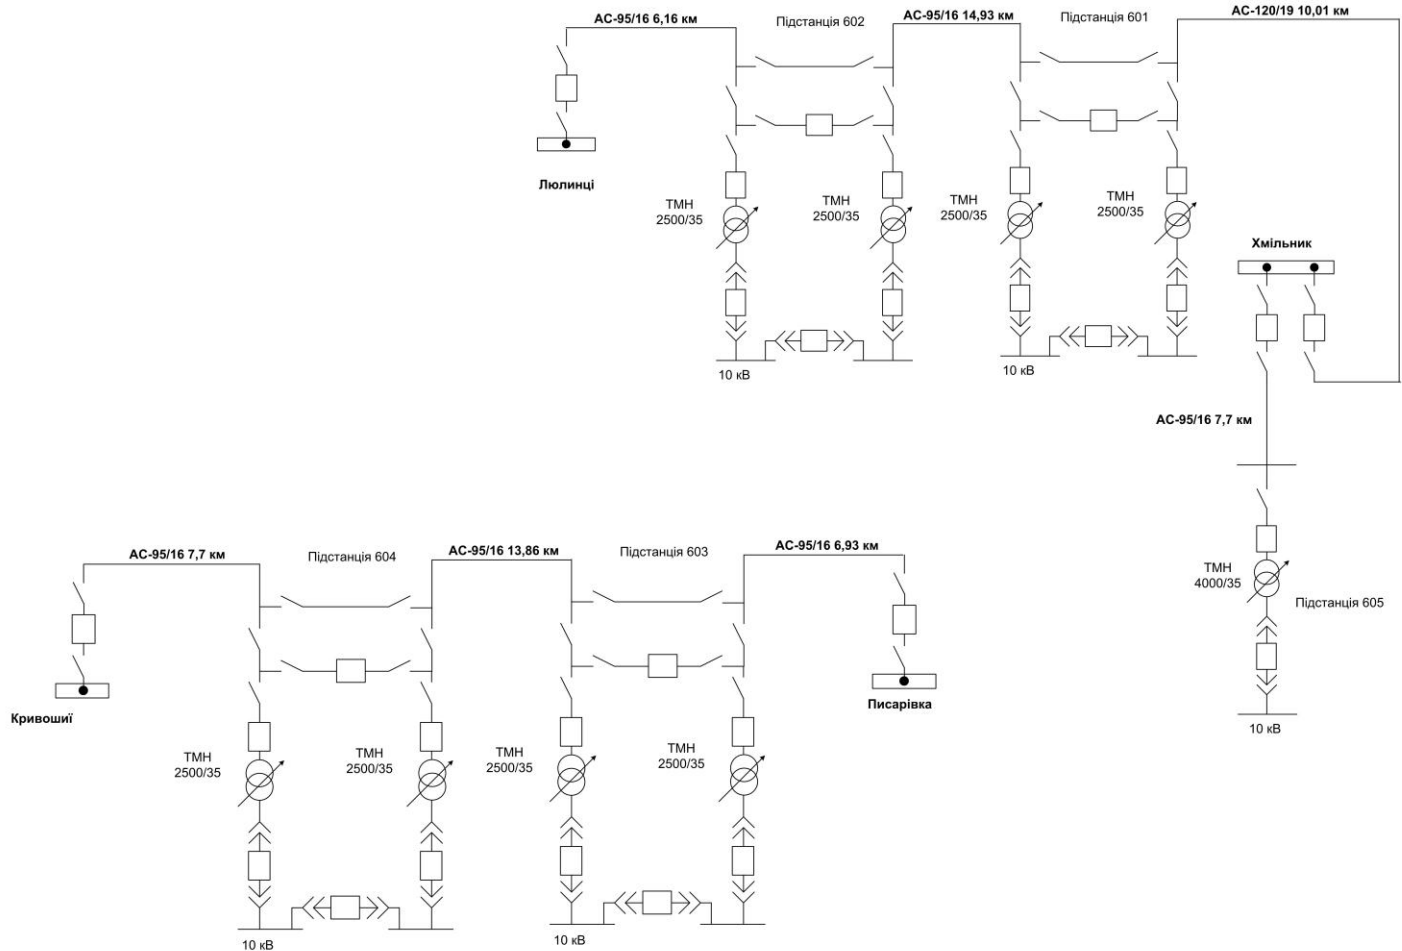 АС-95/16 6,16 км
Підстанція 602
АС-95/16 14,93 км
Підстанція 601
АС-120/19 10,01 км
Люлинці
ТМН
2500/35
ТМН
2500/35
ТМН
2500/35
ТМН
2500/35
Хмільник
10 кВ
10 кВ
АС-95/16 7,7 км
АС-95/16 7,7 км
Підстанція 604
АС-95/16 13,86 км
Підстанція 603
АС-95/16 6,93 км
ТМН
4000/35
Підстанція 605
Кривошиї
Писарівка
10 кВ
ТМН
2500/35
ТМН
2500/35
ТМН
2500/35
ТМН
2500/35
10 кВ
10 кВ